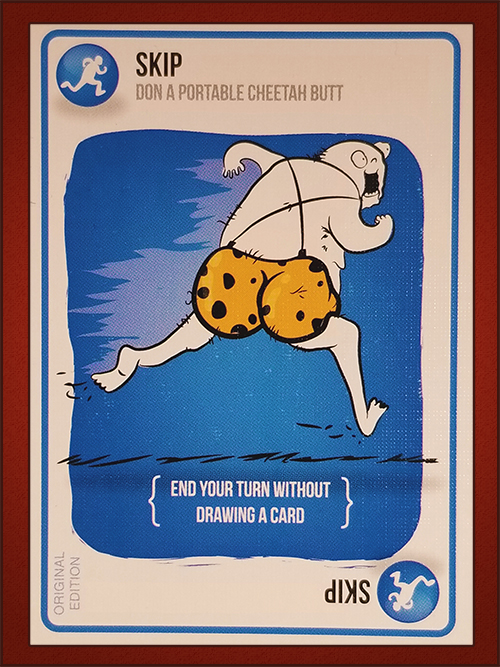 SKIP
DON A PORTABLE CHEETAH BUTT
END YOUR TURN WITHOUT
DRAWING A CARD
ORIGINAL
EDITION
SKIP